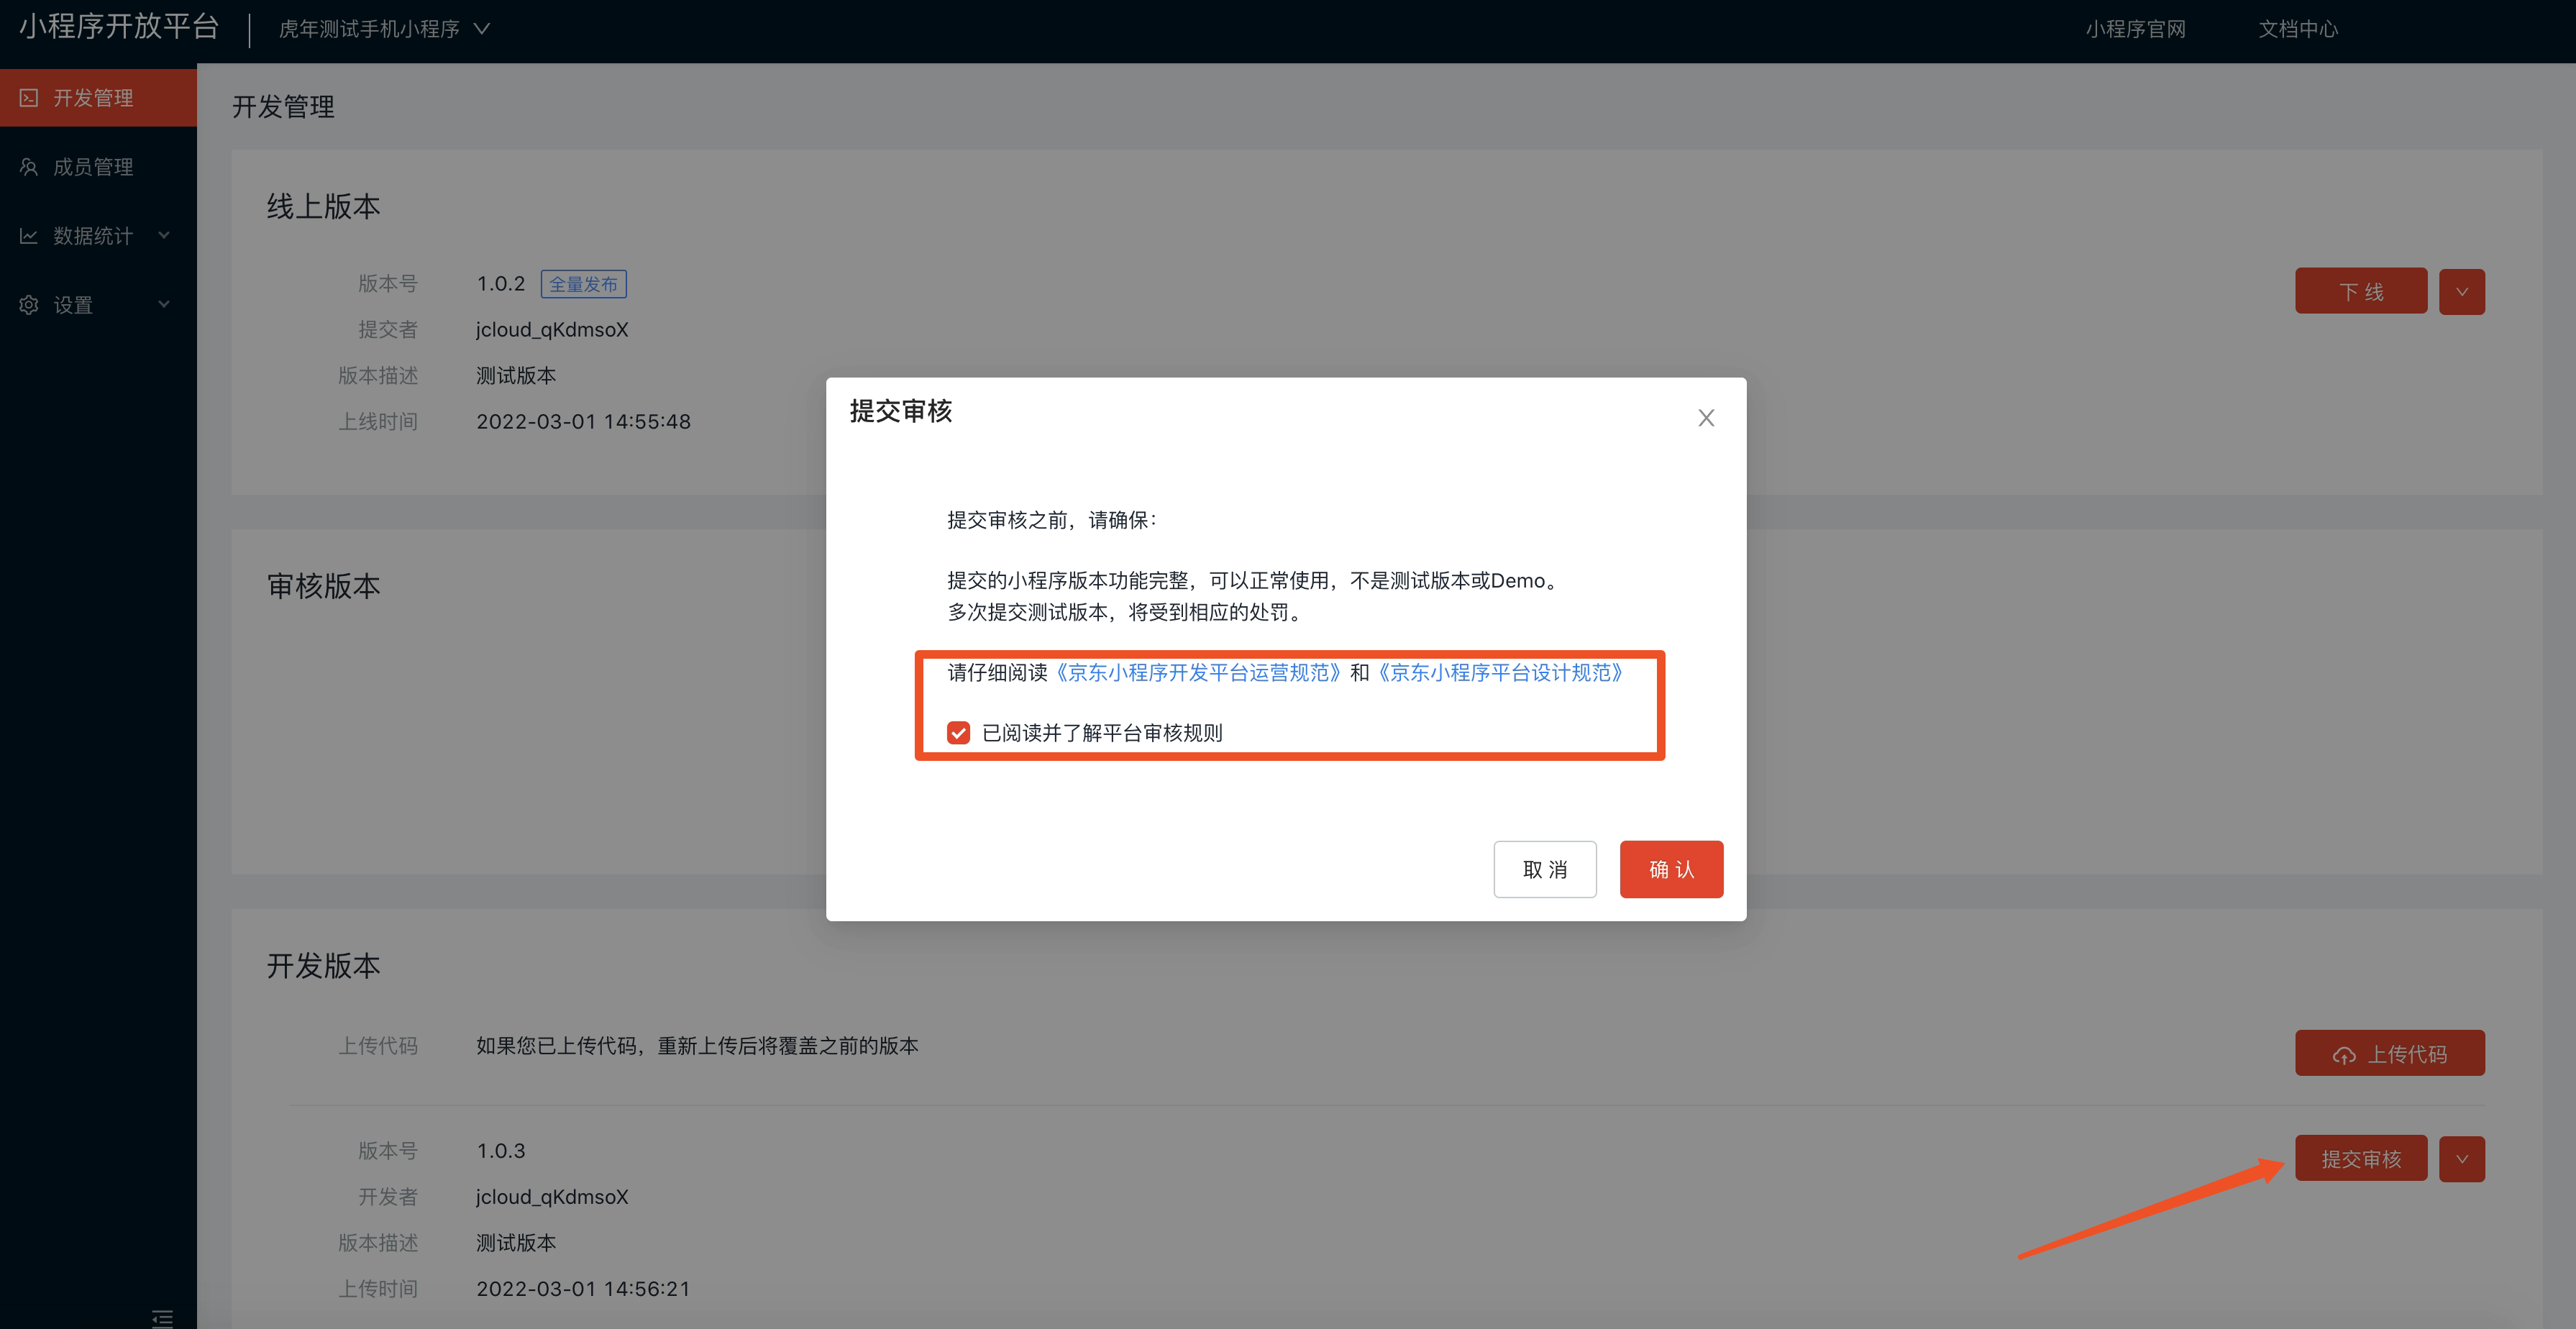 小程序开放平台
虎年测试手机小程序
小程序官网
文档中心
开发管理
成员管理
数据统计
设置
开发管理
线上版本
版本号 1.0.2 全量发布
下 线
提交者 jcloud_qKdmsoX
版本描述 测试版本
上线时间 2022-03-01 14:55:48
审核版本
提交审核
提交审核之前，请确保：
提交的小程序版本功能完整，可以正常使用，不是测试版本或Demo。
多次提交测试版本，将受到相应的处罚。
请仔细阅读《京东小程序开发平台运营规范》和《京东小程序平台设计规范》
已阅读并了解平台审核规则
取 消
确 认
开发版本
上传代码 如果您已上传代码，重新上传后将覆盖之前的版本
上传代码
版本号 1.0.3
提交审核
开发者 jcloud_qKdmsoX
版本描述 测试版本
上传时间 2022-03-01 14:56:21